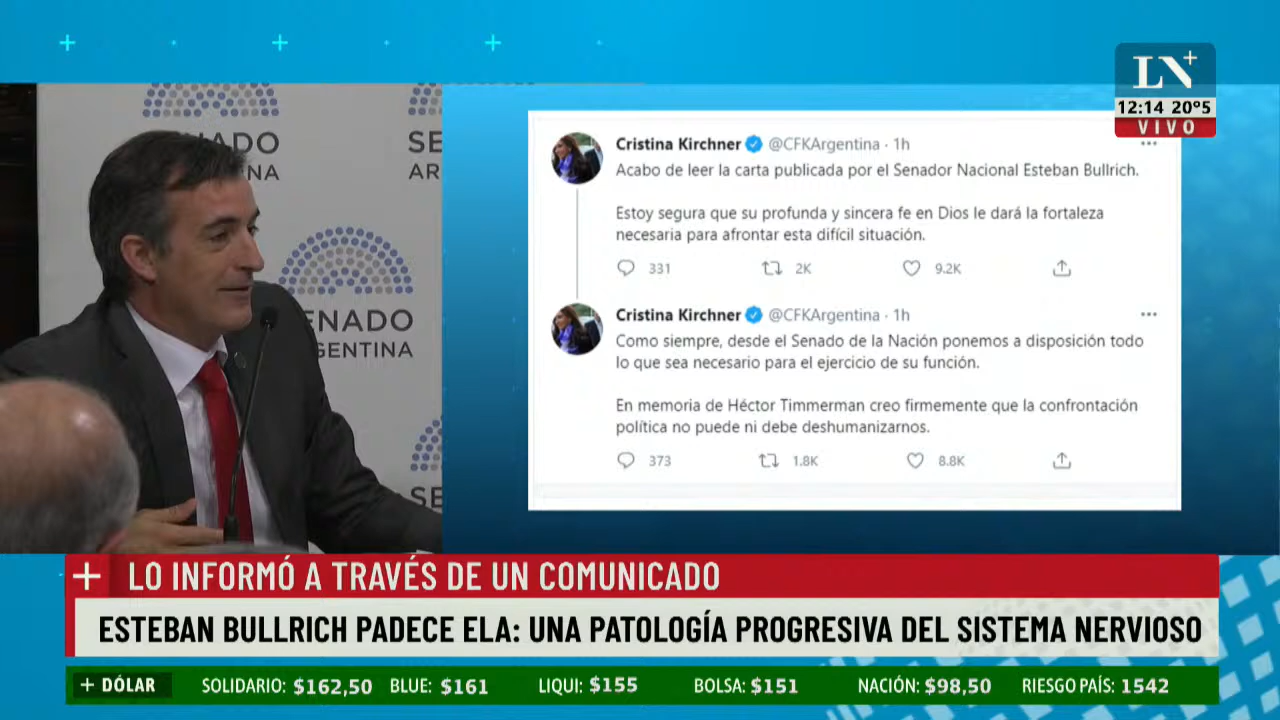 LN+
12:14 20°5
VIVO
SENADO
ARGENTINA
SE
AR
SENADO
ARGENTINA
SE
Cristina Kirchner @CFKArgentina · 1h
Acabo de leer la carta publicada por el Senador Nacional Esteban Bullrich.
Estoy segura que su profunda y sincera fe en Dios le dará la fortaleza
necesaria para afrontar esta difícil situación.
331 2K 9.2K
Cristina Kirchner @CFKArgentina · 1h
Como siempre, desde el Senado de la Nación ponemos a disposición todo
lo que sea necesario para el ejercicio de su función.
En memoria de Héctor Timmerman creo firmemente que la confrontación
política no puede ni debe deshumanizarnos.
373 1.8K 8.8K
+ LO INFORMÓ A TRAVÉS DE UN COMUNICADO
ESTEBAN BULLRICH PADECE ELA: UNA PATOLOGÍA PROGRESIVA DEL SISTEMA NERVIOSO
+ DÓLAR SOLIDARIO: $162,50 BLUE: $161 LIQUI: $155 BOLSA: $151 NACIÓN: $98,50 RIESGO PAÍS: 1542